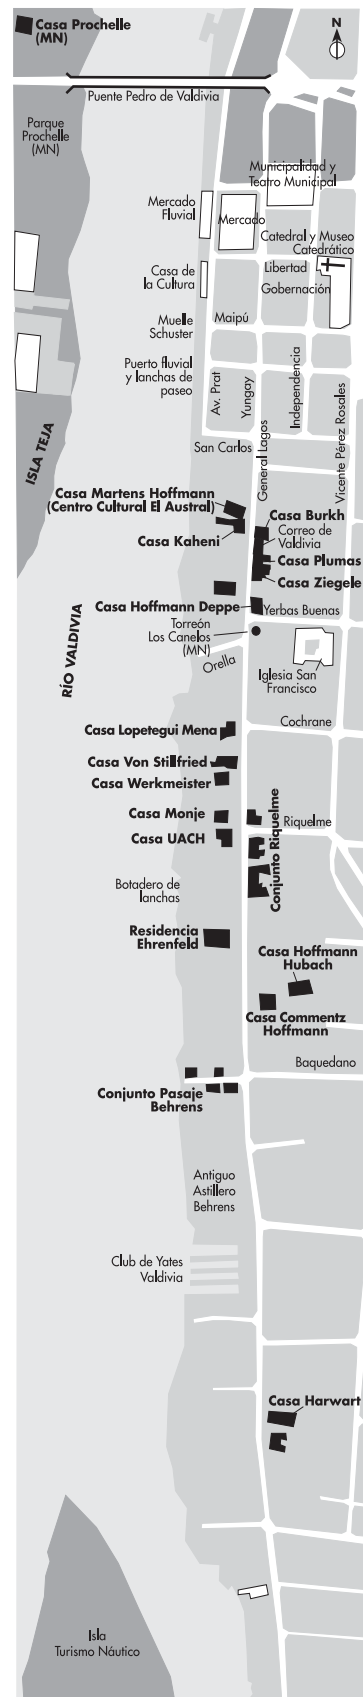 N
Casa Prochelle
(MN)
Puente Pedro de Valdivia
Parque
Prochelle
(MN)
Municipalidad y
Teatro Municipal
Mercado
Fluvial
Mercado
Catedral y Museo
Catedrático
Casa de
la Cultura
Libertad
Gobernación
Muelle
Schuster
Maipú
Puerto fluvial
y lanchas de
paseo
Av. Prat
Yungay
Independencia
Vicente Pérez Rosales
General Lagos
San Carlos
ISLA TEJA
Casa Martens Hoffmann
(Centro Cultural El Austral)
Casa Kaheni
Casa Burkh
Correo de
Valdivia
Casa Plumas
Casa Ziegele
Casa Hoffmann Deppe
Yerbas Buenas
Torreón
Los Canelos
(MN)
Orella
Iglesia San
Francisco
RÍO VALDIVIA
Casa Lopetegui Mena
Cochrane
Casa Von Stillfried
Casa Werkmeister
Casa Monje
Riquelme
Casa UACH
Conjunto Riquelme
Botadero de
lanchas
Residencia
Ehrenfeld
Casa Hoffmann
Hubach
Casa Commentz
Hoffmann
Baquedano
Conjunto Pasaje
Behrens
Antiguo
Astillero
Behrens
Club de Yates
Valdivia
Casa Harwart
Isla
Turismo Náutico